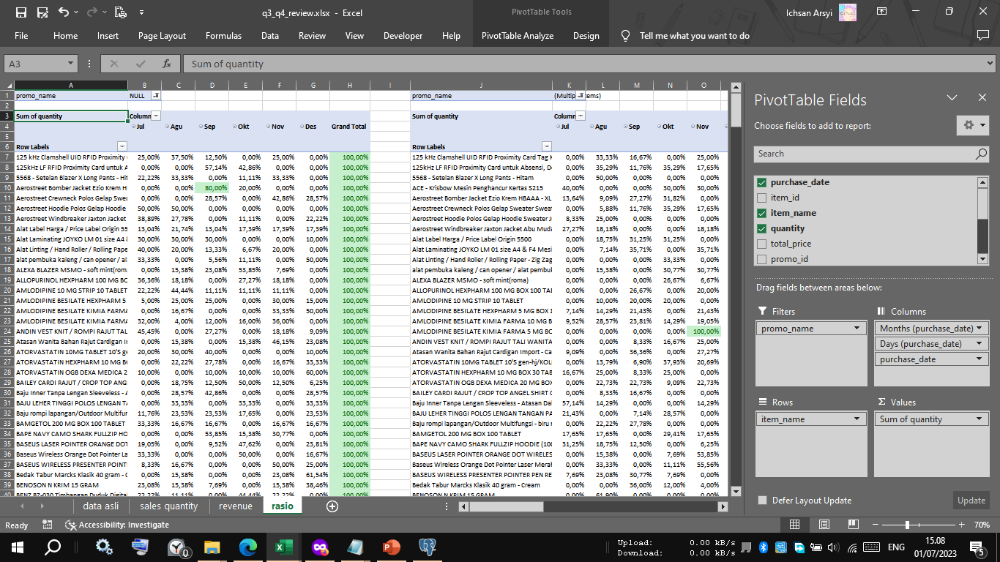 q3_q4_review.xlsx - Excel
PivotTable Tools
Ichsan Arsyi
File Home Insert Page Layout Formulas Data Review View Developer Help PivotTable Analyze Design Tell me what you want to do
A3 fx Sum of quantity
A B C D E F G H I J K L M N O
1 promo_name NULL promo_name (Multip tems)
2
3 Sum of quantity Column Sum of quantity Column
4 Jul Agu Sep Okt Nov Des Grand Total Jul Agu Sep Okt Nov
5
6 Row Labels Row Labels
7 125 kHz Clamshell UID RFID Proximity 25,00% 37,50% 12,50% 0,00% 25,00% 0,00% 100,00% 125 kHz Clamshell UID RFID Proximity Card Tag K 0,00% 33,33% 16,67% 0,00% 25,00%
8 125kHz LF RFID Proximity Card untuk A 0,00% 0,00% 57,14% 42,86% 0,00% 0,00% 100,00% 125kHz LF RFID Proximity Card untuk Absensi, D 0,00% 35,29% 11,76% 35,29% 17,65%
9 5568 - Setelan Blazer X Long Pants - Hit 22,22% 33,33% 0,00% 11,11% 33,33% 0,00% 100,00% 5568 - Setelan Blazer X Long Pants - Hitam 0,00% 50,00% 0,00% 0,00% 0,00%
10 Aerostreet Bomber Jacket Ezio Krem H 0,00% 0,00% 80,00% 20,00% 0,00% 0,00% 100,00% ACE - Krisbow Mesin Penghancur Kertas S215 40,00% 0,00% 0,00% 30,00% 30,00%
11 Aerostreet Crewneck Polos Gelap Swea 0,00% 0,00% 28,57% 0,00% 42,86% 28,57% 100,00% Aerostreet Bomber Jacket Ezio Krem HBAAA - XL 13,64% 9,09% 27,27% 31,82% 0,00%
12 Aerostreet Hoodie Polos Gelap Hoodie 50,00% 50,00% 0,00% 0,00% 0,00% 0,00% 100,00% Aerostreet Crewneck Polos Gelap Sweater Sweat 0,00% 5,88% 11,76% 35,29% 17,65%
13 Aerostreet Windbreaker Jaxton Jacket 38,89% 27,78% 0,00% 11,11% 0,00% 22,22% 100,00% Aerostreet Hoodie Polos Gelap Hoodie Sweater J 8,33% 25,00% 0,00% 0,00% 0,00%
14 Alat Label Harga / Price Label Origin 55 13,04% 21,74% 13,04% 17,39% 17,39% 17,39% 100,00% Aerostreet Windbreaker Jaxton Jacket Abu Muda 27,27% 18,18% 0,00% 0,00% 18,18%
15 Alat Laminating JOYKO LM 01 size A4 & 30,00% 30,00% 30,00% 0,00% 0,00% 10,00% 100,00% Alat Label Harga / Price Label Origin 5500 0,00% 18,75% 31,25% 31,25% 0,00%
16 Alat Linting / Hand Roller / Rolling Pape 40,00% 20,00% 13,33% 6,67% 20,00% 0,00% 100,00% Alat Laminating JOYKO LM 01 size A4 & F4 Mesi 0,00% 7,14% 35,71% 0,00% 35,71%
17 alat pembuka kaleng / can opener / al 33,33% 0,00% 5,56% 11,11% 0,00% 50,00% 100,00% Alat Linting / Hand Roller / Rolling Paper - Zig Zag 0,00% 0,00% 0,00% 33,33% 0,00%
18 ALEXA BLAZER MSMO - soft mint(rom 0,00% 15,38% 23,08% 53,85% 7,69% 0,00% 100,00% alat pembuka kaleng / can opener / alat pembuk 0,00% 15,38% 0,00% 30,77% 30,77%
19 ALLOPURINOL HEXPHARM 100 MG BO 36,36% 18,18% 0,00% 27,27% 18,18% 0,00% 100,00% ALEXA BLAZER MSMO - soft mint(roma) 0,00% 0,00% 0,00% 26,67% 6,67%
20 AMLODIPINE 10 MG STRIP 10 TABLET 22,22% 44,44% 11,11% 11,11% 11,11% 0,00% 100,00% ALLOPURINOL HEXPHARM 100 MG BOX 100 TAB 0,00% 0,00% 26,67% 0,00% 20,00%
21 AMLODIPINE BESILATE HEXPHARM 5 5,00% 25,00% 25,00% 0,00% 30,00% 15,00% 100,00% AMLODIPINE 10 MG STRIP 10 TABLET 0,00% 10,00% 20,00% 20,00% 0,00%
22 AMLODIPINE BESILATE KIMIA FARMA 0,00% 16,67% 0,00% 0,00% 33,33% 50,00% 100,00% AMLODIPINE BESILATE HEXPHARM 5 MG BOX 1 7,14% 14,29% 21,43% 0,00% 21,43%
23 AMLODIPINE BESILATE KIMIA FARMA 32,00% 4,00% 12,00% 16,00% 36,00% 0,00% 100,00% AMLODIPINE BESILATE KIMIA FARMA 10 MG B 9,52% 28,57% 23,81% 14,29% 19,05%
24 ANDIN VEST KNIT / ROMPI RAJUT TAL 45,45% 0,00% 27,27% 0,00% 18,18% 9,09% 100,00% AMLODIPINE BESILATE KIMIA FARMA 5 MG BOX 0,00% 0,00% 0,00% 0,00% 100,00%
25 Atasan Wanita Bahan Rajut Cardigan Ir 0,00% 15,38% 0,00% 15,38% 46,15% 23,08% 100,00% ANDIN VEST KNIT / ROMPI RAJUT TALI WANITA 0,00% 0,00% 8,33% 16,67% 25,00%
26 ATORVASTATIN 10MG TABLET 10'S ge 20,00% 30,00% 40,00% 0,00% 0,00% 10,00% 100,00% Atasan Wanita Bahan Rajut Cardigan Import - Ca 9,09% 0,00% 36,36% 0,00% 27,27%
27 ATORVASTATIN HEXPHARM 10 MG BO 0,00% 22,22% 27,78% 0,00% 16,67% 33,33% 100,00% ATORVASTATIN 10MG TABLET 10'S gen-hj/KOL 0,00% 13,79% 6,90% 37,93% 20,69%
28 ATORVASTATIN OGB DEXA MEDICA 2 10,00% 10,00% 0,00% 10,00% 10,00% 60,00% 100,00% ATORVASTATIN HEXPHARM 10 MG BOX 30 TAB 16,67% 25,00% 8,33% 25,00% 0,00%
29 BAILEY CARDI RAJUT / CROP TOP ANG 0,00% 18,75% 12,50% 50,00% 12,50% 6,25% 100,00% ATORVASTATIN OGB DEXA MEDICA 20 MG BOX 0,00% 22,73% 22,73% 9,09% 22,73%
30 Baju Inner Tanpa Lengan Sleeveless - A 0,00% 28,57% 42,86% 0,00% 0,00% 28,57% 100,00% BAILEY CARDI RAJUT / CROP TOP ANGEL SHIRT C 0,00% 8,33% 16,67% 0,00% 0,00%
31 BAJU LEHER TINGGI POLOS LENGAN TA 0,00% 33,33% 0,00% 33,33% 0,00% 33,33% 100,00% Baju Inner Tanpa Lengan Sleeveless - Atasan Dal 57,14% 14,29% 0,00% 0,00% 14,29%
32 Baju rompi lapangan/Outdoor Multifur 11,76% 23,53% 23,53% 17,65% 0,00% 23,53% 100,00% BAJU LEHER TINGGI POLOS LENGAN TANGAN PA 21,43% 0,00% 7,14% 28,57% 0,00%
33 BAMGETOL 200 MG BOX 100 TABLET 33,33% 16,67% 16,67% 0,00% 16,67% 16,67% 100,00% Baju rompi lapangan/Outdoor Multifungsi - biru n 0,00% 22,22% 27,78% 0,00% 0,00%
34 BAPE NAVY CAMO SHARK FULLZIP HO 0,00% 0,00% 53,85% 15,38% 30,77% 0,00% 100,00% BAMGETOL 200 MG BOX 100 TABLET 17,65% 17,65% 0,00% 29,41% 17,65%
35 BASEUS LASER POINTER ORANGE DOT 19,05% 0,00% 9,52% 47,62% 0,00% 23,81% 100,00% BAPE NAVY CAMO SHARK FULLZIP HOODIE (100 31,25% 18,75% 12,50% 0,00% 6,25%
36 Baseus Wireless Orange Dot Pointer La 33,33% 0,00% 0,00% 50,00% 0,00% 16,67% 100,00% BASEUS LASER POINTER ORANGE DOT WIRELES 0,00% 15,38% 0,00% 7,69% 53,85%
37 BASEUS WIRELESS PRESENTER POINT 8,33% 16,67% 0,00% 0,00% 50,00% 25,00% 100,00% Baseus Wireless Orange Dot Pointer Laser Merah 0,00% 33,33% 0,00% 11,11% 55,56%
38 Bedak Tabur Marcks Klasik 40 gram - C 0,00% 15,38% 0,00% 0,00% 23,08% 61,54% 100,00% BASEUS WIRELESS PRESENTER POINTER PEN RE 7,69% 23,08% 30,77% 7,69% 0,00%
39 BENOSON N KRIM 15 GRAM 23,08% 15,38% 7,69% 0,00% 15,38% 38,46% 100,00% Bedak Tabur Marcks Klasik 40 gram - Cream 0,00% 0,00% 36,00% 12,00% 4,00%
data asli sales quantity revenue rasio
Ready Accessibility: Investigate 70%
PivotTable Fields
Choose fields to add to report:
Search
purchase_date
item_id
item_name
quantity
total_price
promo_id
Drag fields between areas below:
Filters Columns
promo_name Months (purchase_date)
Days (purchase_date)
purchase_date
Rows Values
item_name Sum of quantity
Defer Layout Update Update
Upload: 0.00 kB/s
Download: 0.00 kB/s
ENG
15.08
01/07/2023
5